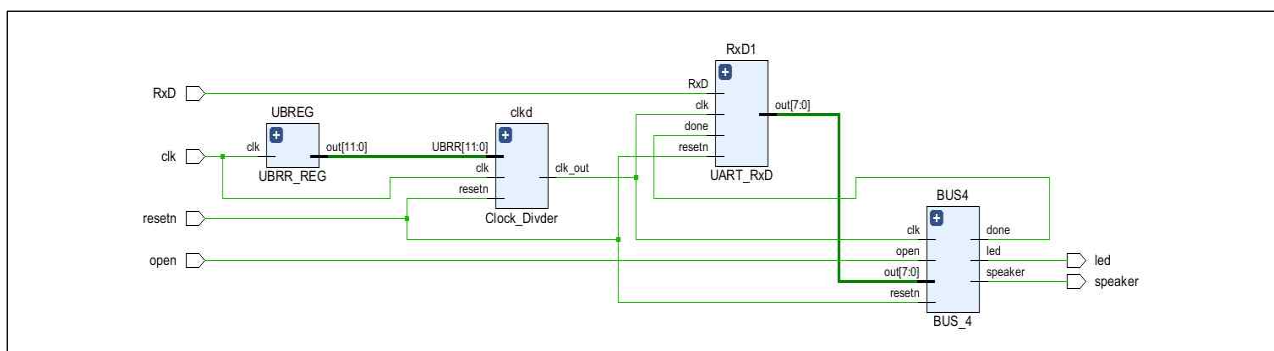 RxD1
RxD
RxD
UBREG
clkd
clk
out[7:0]
done
clk
clk
out[11:0]
UBRR[11:0]
resetn
UBRR_REG
clk
clk_out
UART_RxD
resetn
BUS4
resetn
Clock_Divder
clk
done
open
open
led
led
out[7:0]
speaker
speaker
resetn
BUS_4